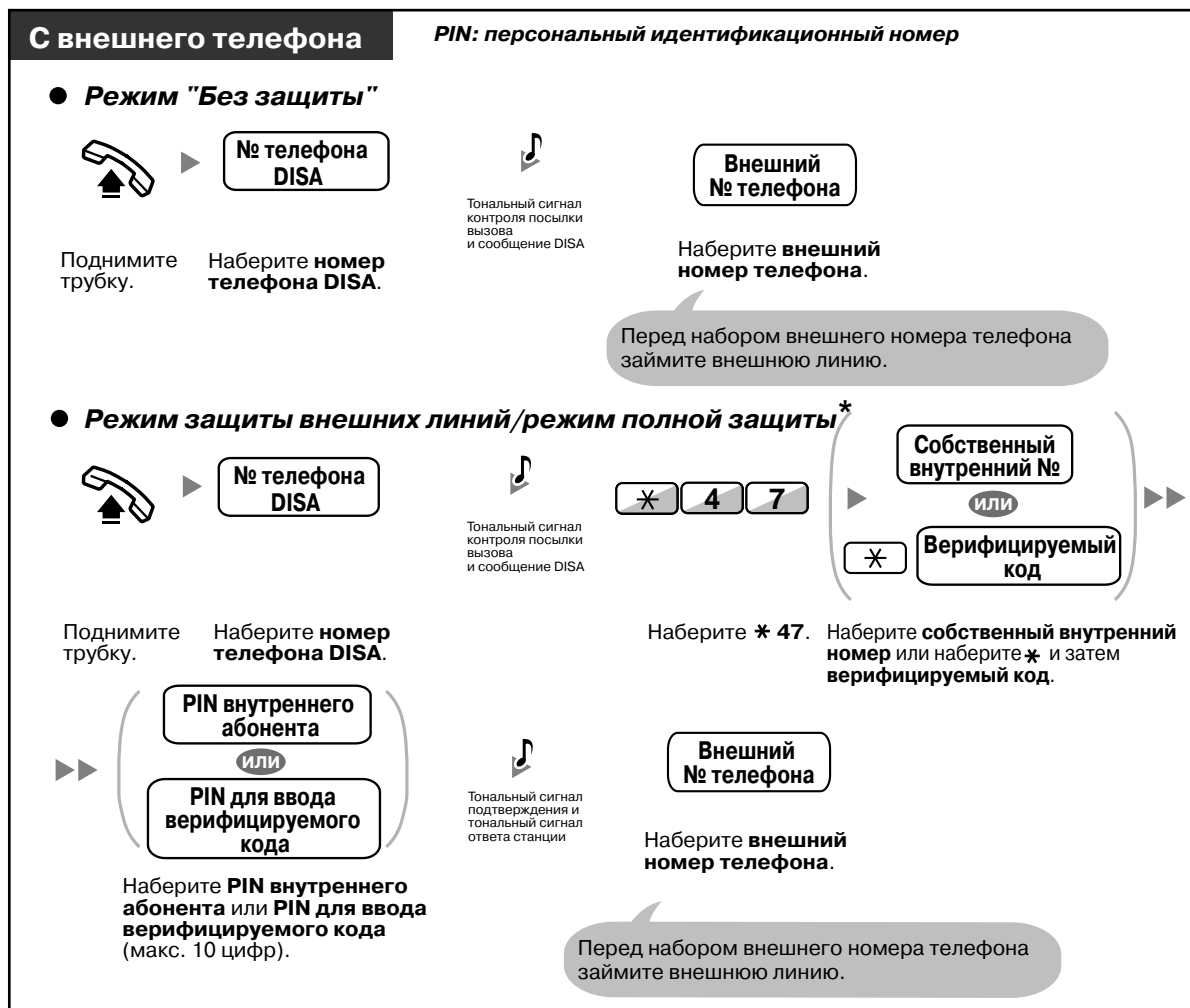 С внешнего телефона
PIN: персональный идентификационный номер
● Режим "Без защиты"
№ телефона
DISA
Тональный сигнал
контроля посылки
вызова
и сообщение DISA
Внешний
№ телефона
Поднимите
трубку.
Наберите номер
телефона DISA.
Наберите внешний
номер телефона.
Перед набором внешнего номера телефона
займите внешнюю линию.
● Режим защиты внешних линий/режим полной защиты*
№ телефона
DISA
Тональный сигнал
контроля посылки
вызова
и сообщение DISA
* 4 7
Собственный
внутренний №
или
* Верифицируемый
код
Поднимите
трубку.
Наберите номер
телефона DISA.
Наберите * 47.
Наберите собственный внутренний
номер или наберите * и затем
верифицируемый код.
PIN внутреннего
абонента
или
PIN для ввода
верифицируемого
кода
Тональный сигнал
подтверждения и
тональный сигнал
ответа станции
Внешний
№ телефона
Наберите PIN внутреннего
абонента или PIN для ввода
верифицируемого кода
(макс. 10 цифр).
Наберите внешний
номер телефона.
Перед набором внешнего номера телефона
займите внешнюю линию.